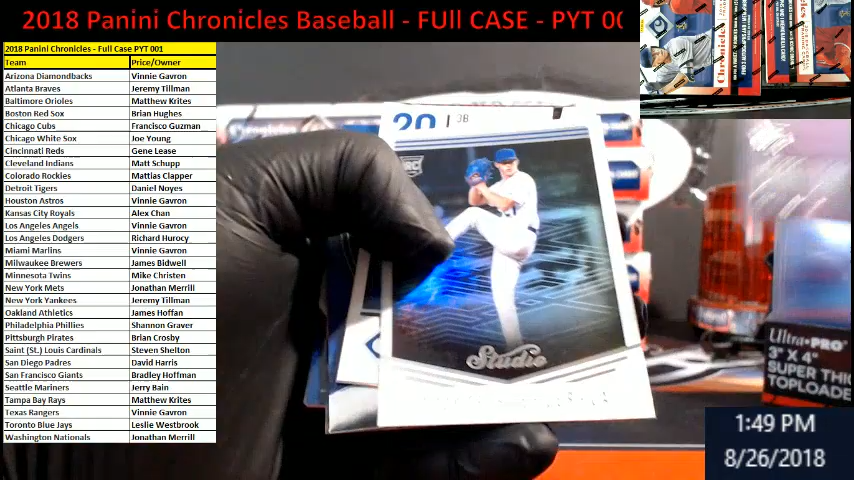 2018 Panini Chronicles Baseball - FUll CASE - PYT 00
2018 Panini Chronicles - Full Case PYT 001
Team Price/Owner
Arizona Diamondbacks Vinnie Gavron
Atlanta Braves Jeremy Tillman
Baltimore Orioles Matthew Krites
Boston Red Sox Brian Hughes
Chicago Cubs Francisco Guzman
Chicago White Sox Joe Young
Cincinnati Reds Gene Lease
Cleveland Indians Matt Schupp
Colorado Rockies Mattias Clapper
Detroit Tigers Daniel Noyes
Houston Astros Vinnie Gavron
Kansas City Royals Alex Chan
Los Angeles Angels Vinnie Gavron
Los Angeles Dodgers Richard Hurocy
Miami Marlins Vinnie Gavron
Milwaukee Brewers James Bidwell
Minnesota Twins Mike Christen
New York Mets Jonathan Merrill
New York Yankees Jeremy Tillman
Oakland Athletics James Hoffan
Philadelphia Phillies Shannon Graver
Pittsburgh Pirates Brian Crosby
Saint (St.) Louis Cardinals Steven Shelton
San Diego Padres David Harris
San Francisco Giants Bradley Hoffman
Seattle Mariners Jerry Bain
Tampa Bay Rays Matthew Krites
Texas Rangers Vinnie Gavron
Toronto Blue Jays Leslie Westbrook
Washington Nationals Jonathan Merrill
20 | 3B
RC
Studio
Chronicles
Ultra•PRO
3" X 4"
SUPER THIC
TOPLOADE
1:49 PM
8/26/2018